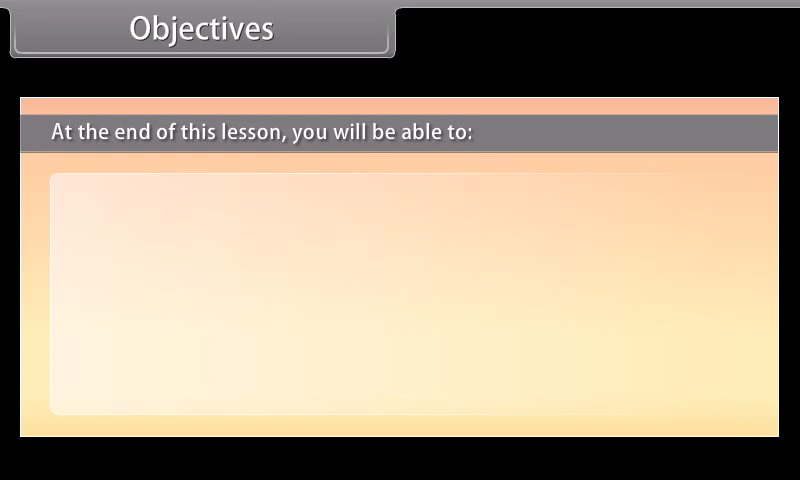 Objectives
At the end of this lesson, you will be able to: